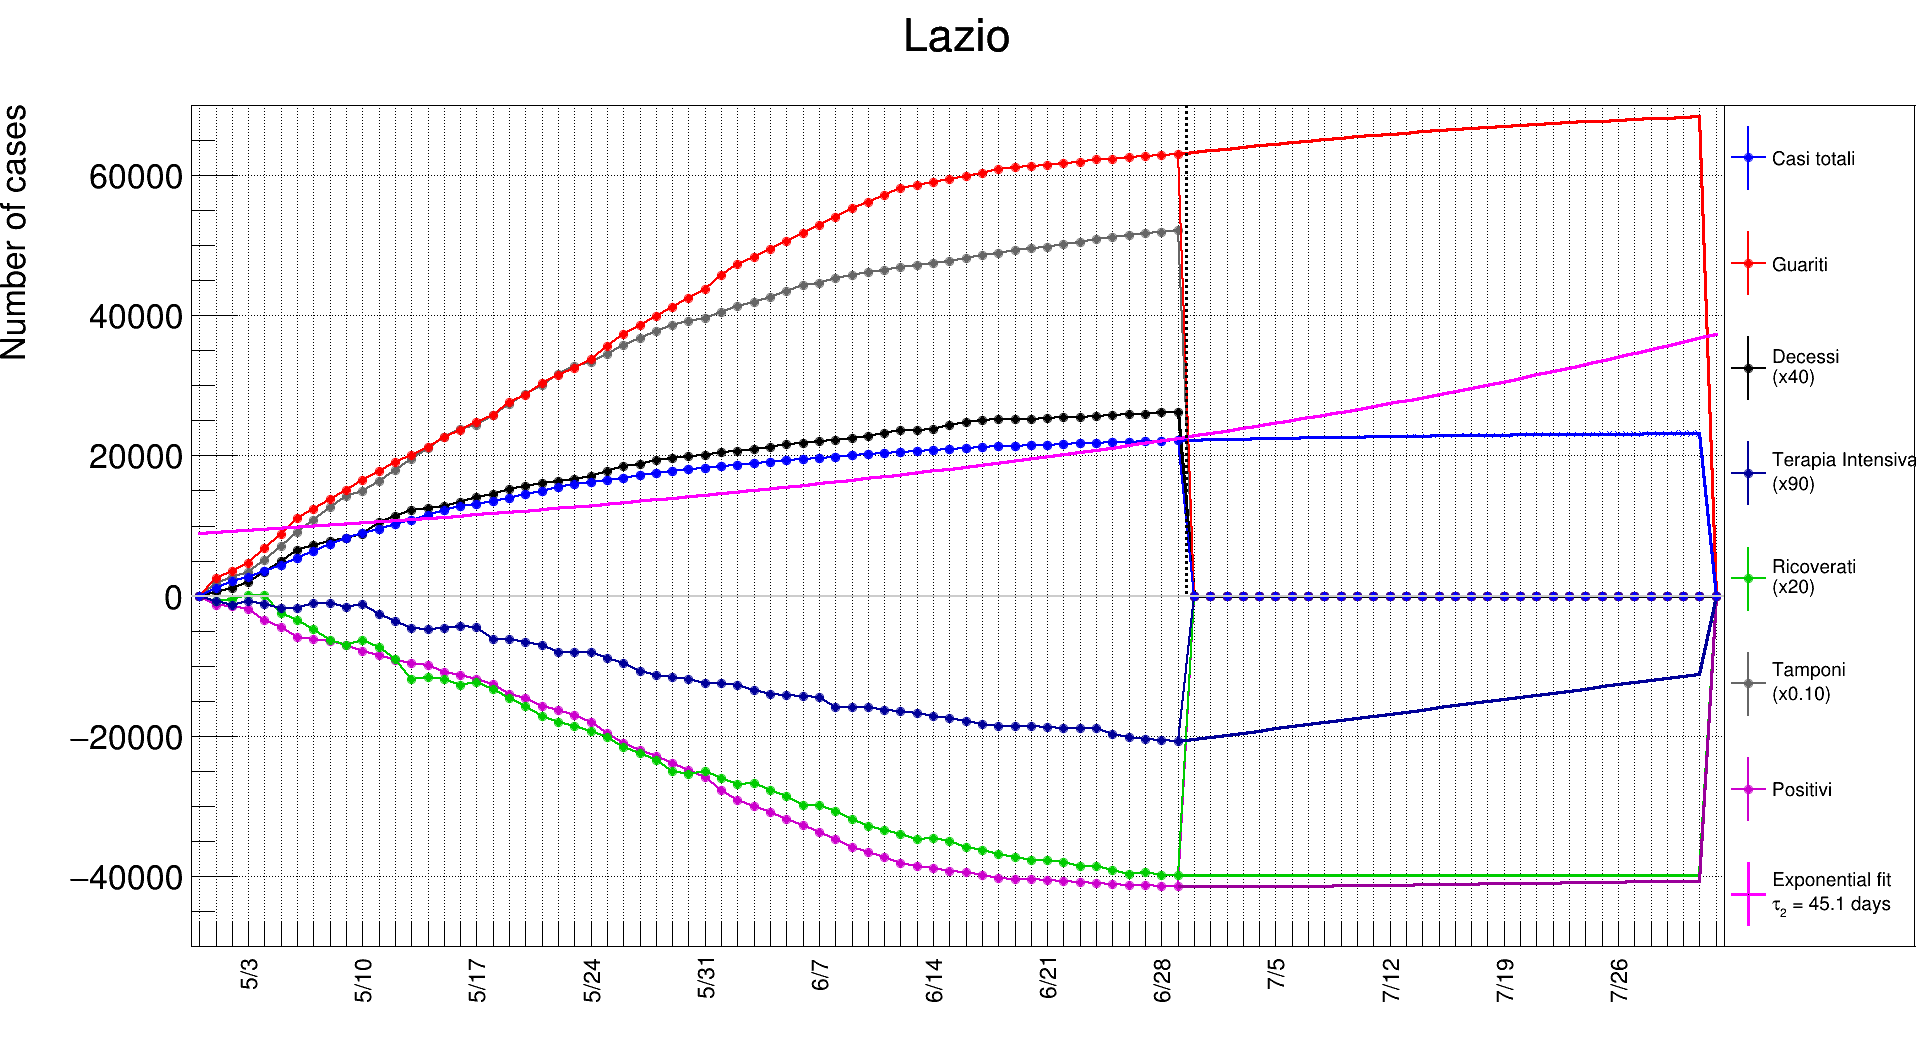 Lazio
Number of cases
60000
40000
20000
0
−20000
−40000
5/3
5/10
5/17
5/24
5/31
6/7
6/14
6/21
6/28
7/5
7/12
7/19
7/26
Casi totali
Guariti
Decessi
(x40)
Terapia Intensiva
(x90)
Ricoverati
(x20)
Tamponi
(x0.10)
Positivi
Exponential fit
τ2 = 45.1 days